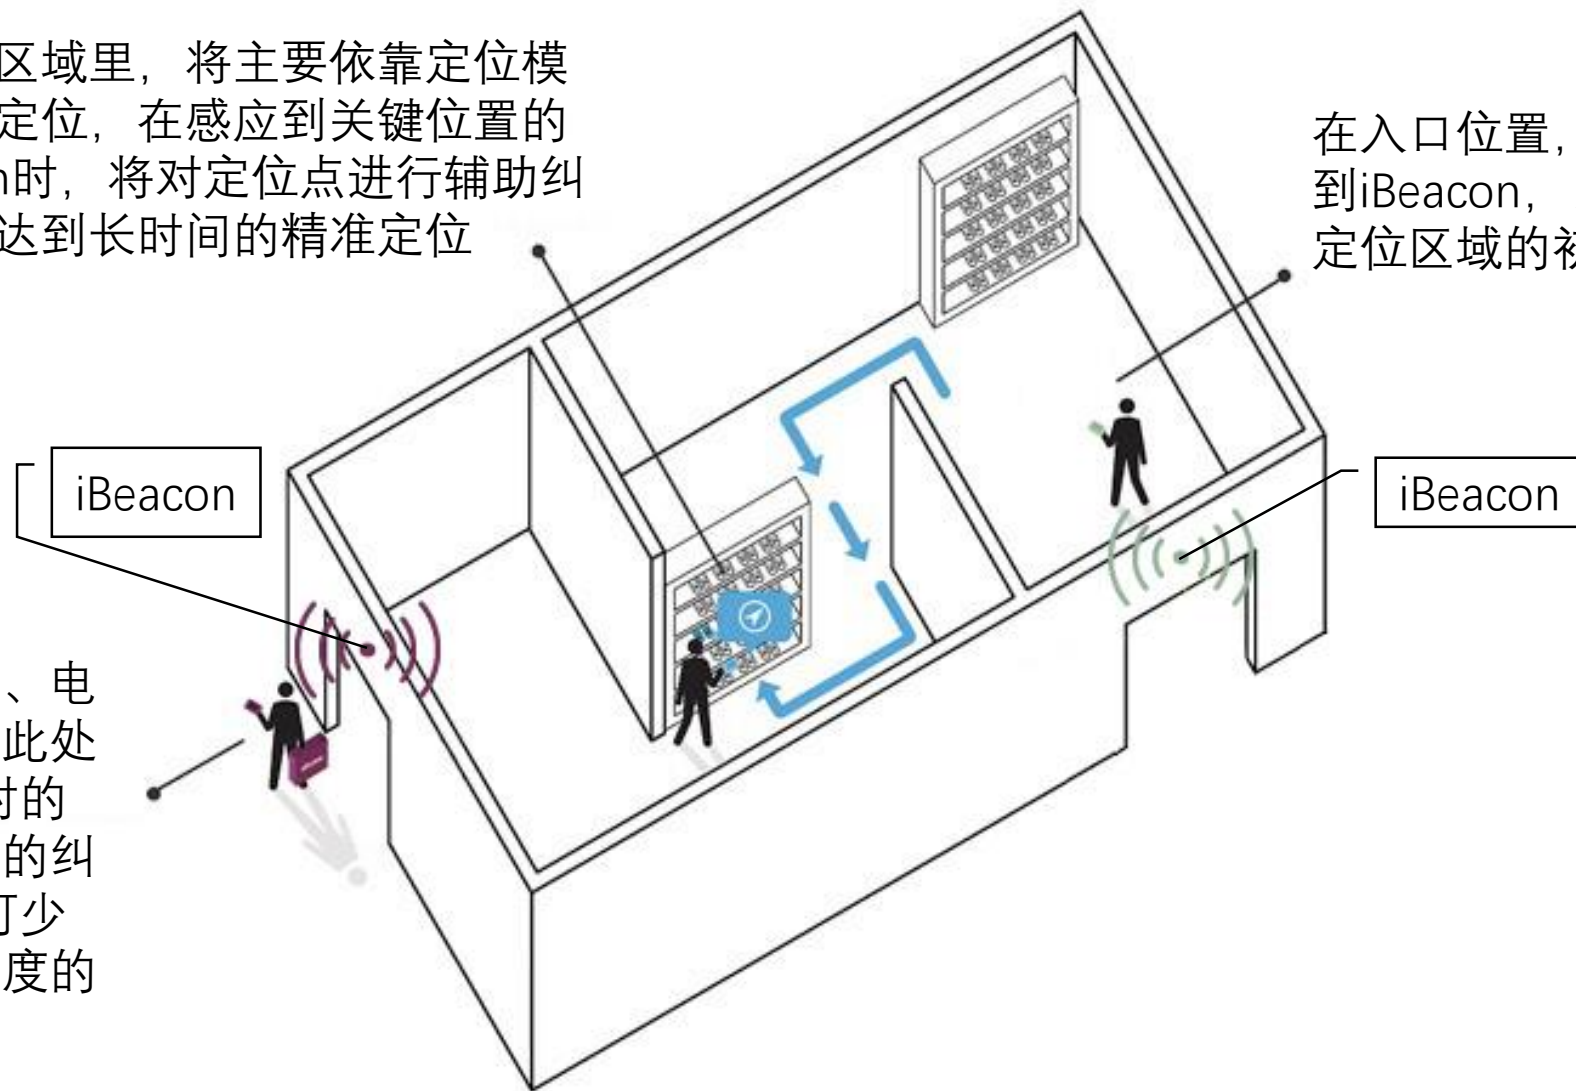 区域里，将主要依靠定位模
定位，在感应到关键位置的
n时，将对定位点进行辅助纠
达到长时间的精准定位
在入口位置，
到iBeacon，
定位区域的初
iBeacon
iBeacon
、电
此处
时的
的纠
可少
度的